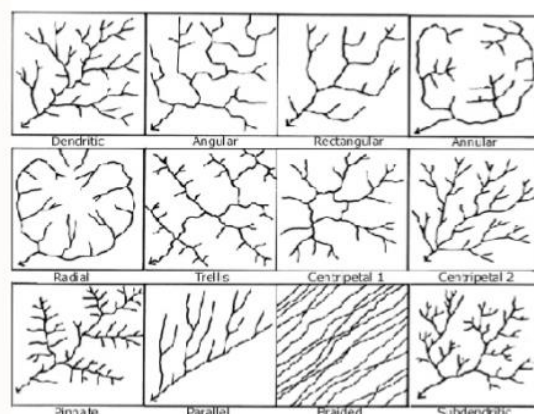 Dendritic Angular Rectangular Annular
Radial Trellis Centripetal 1 Centripetal 2
Pinnate Parallel Braided Subdendritic